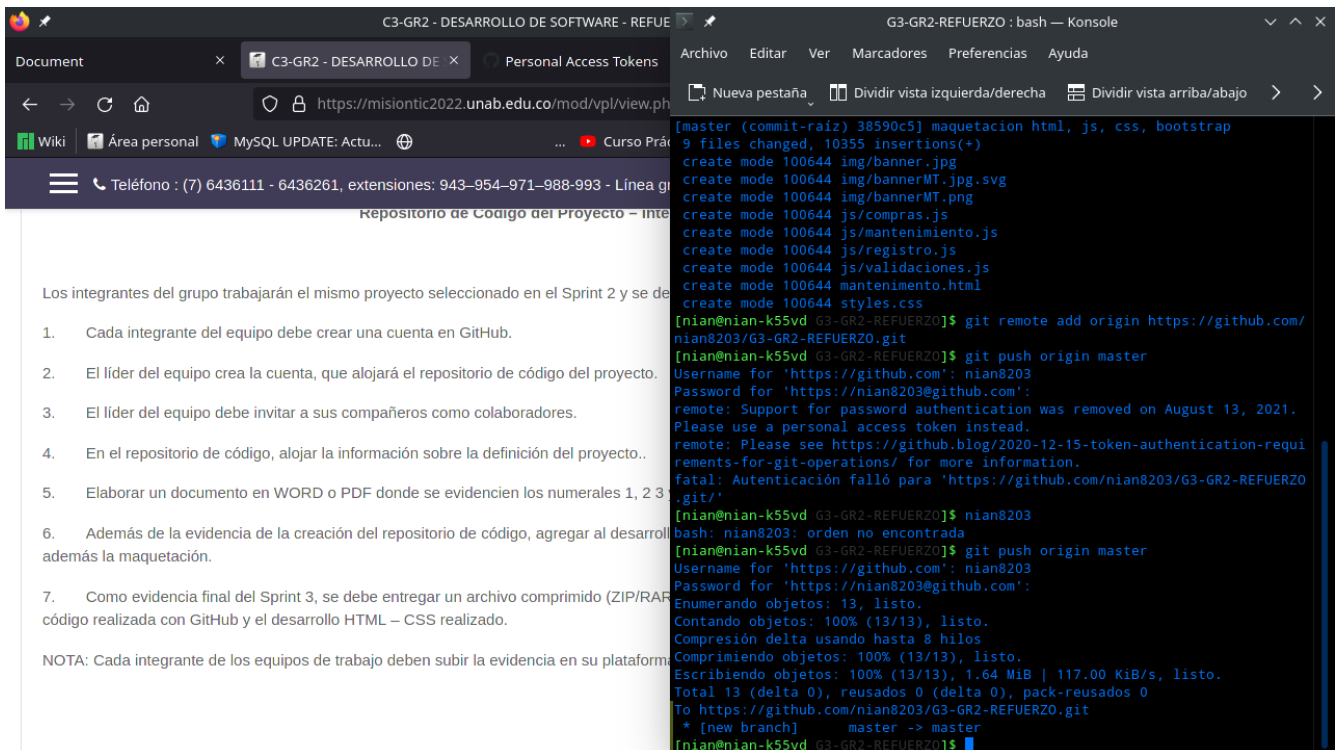 C3-GR2 - DESARROLLO DE SOFTWARE - REFUE
Document
C3-GR2 - DESARROLLO DE
Personal Access Tokens
https://misiontic2022.unab.edu.co/mod/vpl/view.ph
Wiki
Área personal
MySQL UPDATE: Actu...
...
Curso Prác
Teléfono : (7) 6436111 - 6436261, extensiones: 943–954–971–988-993 - Línea gr
Repositorio de Código del Proyecto – Inte
Los integrantes del grupo trabajarán el mismo proyecto seleccionado en el Sprint 2 y se de
1. Cada integrante del equipo debe crear una cuenta en GitHub.
2. El líder del equipo crea la cuenta, que alojará el repositorio de código del proyecto.
3. El líder del equipo debe invitar a sus compañeros como colaboradores.
4. En el repositorio de código, alojar la información sobre la definición del proyecto..
5. Elaborar un documento en WORD o PDF donde se evidencien los numerales 1, 2 3 y
6. Además de la evidencia de la creación del repositorio de código, agregar al desarroll
además la maquetación.
7. Como evidencia final del Sprint 3, se debe entregar un archivo comprimido (ZIP/RAR
código realizada con GitHub y el desarrollo HTML – CSS realizado.
NOTA: Cada integrante de los equipos de trabajo deben subir la evidencia en su plataforma
G3-GR2-REFUERZO : bash — Konsole
Archivo Editar Ver Marcadores Preferencias Ayuda
Nueva pestaña Dividir vista izquierda/derecha Dividir vista arriba/abajo
[master (commit-raíz) 38590c5] maquetacion html, js, css, bootstrap
9 files changed, 10355 insertions(+)
create mode 100644 img/banner.jpg
create mode 100644 img/bannerMT.jpg.svg
create mode 100644 img/bannerMT.png
create mode 100644 js/compras.js
create mode 100644 js/mantenimiento.js
create mode 100644 js/registro.js
create mode 100644 js/validaciones.js
create mode 100644 mantenimento.html
create mode 100644 styles.css
[nian@nian-k55vd G3-GR2-REFUERZO]$ git remote add origin https://github.com/
nian8203/G3-GR2-REFUERZO.git
[nian@nian-k55vd G3-GR2-REFUERZO]$ git push origin master
Username for 'https://github.com': nian8203
Password for 'https://nian8203@github.com':
remote: Support for password authentication was removed on August 13, 2021.
Please use a personal access token instead.
remote: Please see https://github.blog/2020-12-15-token-authentication-requi
rements-for-git-operations/ for more information.
fatal: Autenticación falló para 'https://github.com/nian8203/G3-GR2-REFUERZO
.git/'
[nian@nian-k55vd G3-GR2-REFUERZO]$ nian8203
bash: nian8203: orden no encontrada
[nian@nian-k55vd G3-GR2-REFUERZO]$ git push origin master
Username for 'https://github.com': nian8203
Password for 'https://nian8203@github.com':
Enumerando objetos: 13, listo.
Contando objetos: 100% (13/13), listo.
Compresión delta usando hasta 8 hilos
Comprimiendo objetos: 100% (13/13), listo.
Escribiendo objetos: 100% (13/13), 1.64 MiB | 117.00 KiB/s, listo.
Total 13 (delta 0), reusados 0 (delta 0), pack-reusados 0
To https://github.com/nian8203/G3-GR2-REFUERZO.git
* [new branch] master -> master
[nian@nian-k55vd G3-GR2-REFUERZO]$